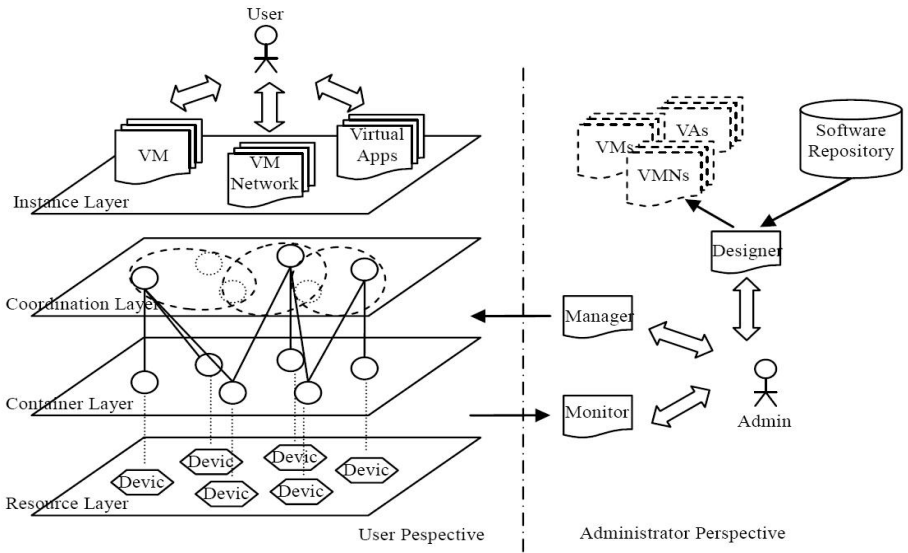 User
VM
VM
Network
Virtual
Apps
Instance Layer
Coordination Layer
Container Layer
Devic
Devic
Devic
Devic
Devic
Devic
Resource Layer
User Pespective
VMs
VAs
VMNs
Software
Repository
Designer
Manager
Monitor
Admin
Administrator Perspective